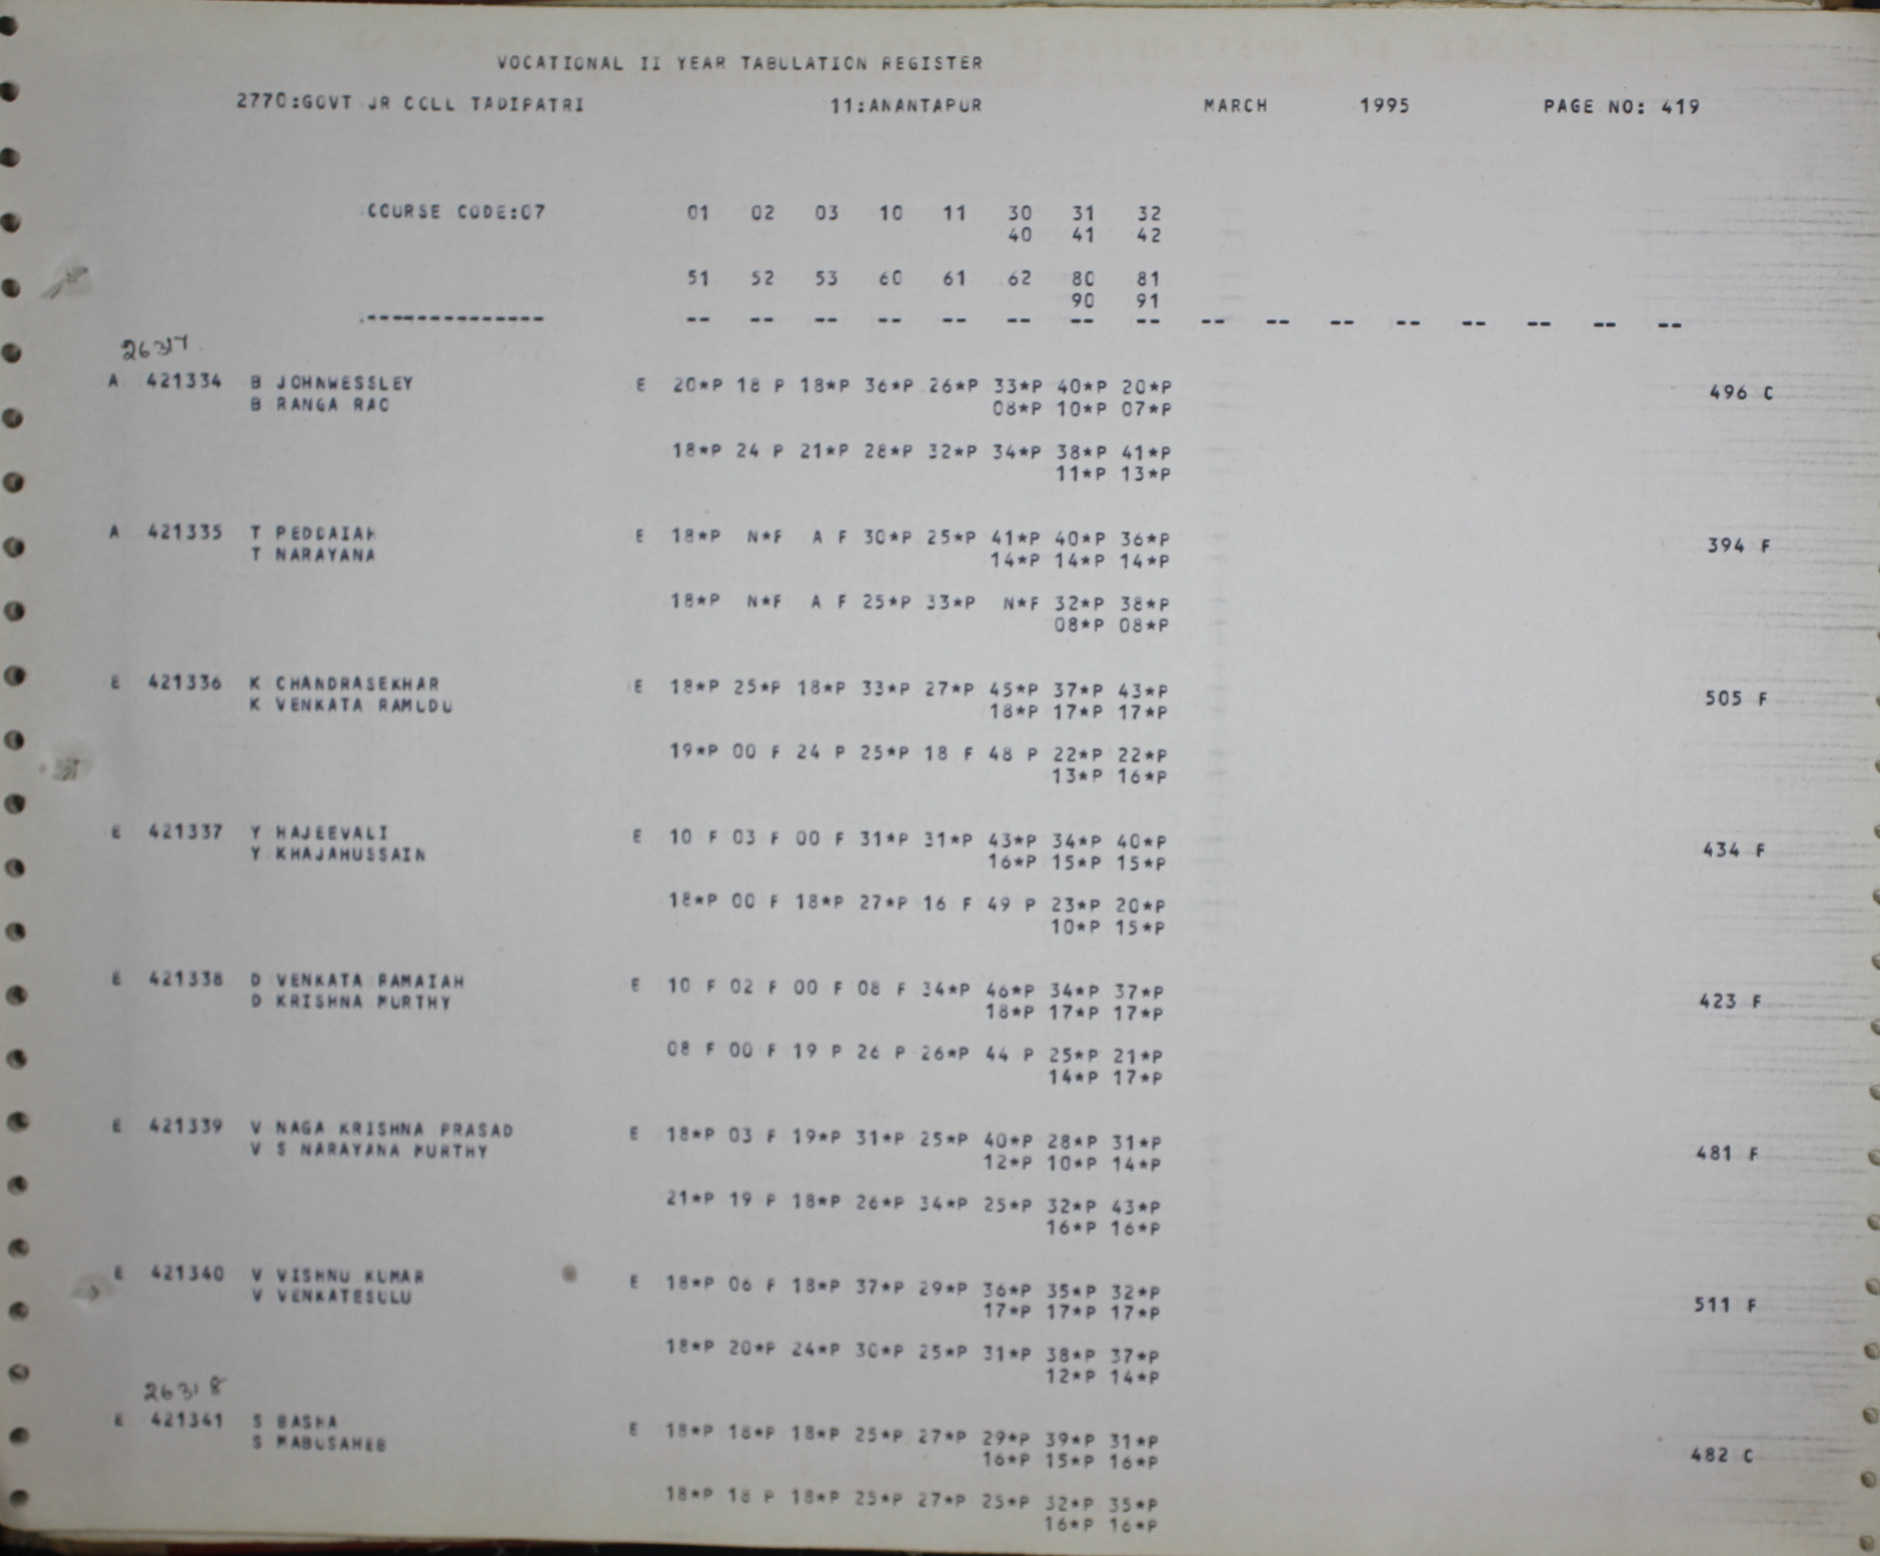 VOCATIONAL II YEAR TABULATION REGISTER
2770:GOVT JR COLL TADIPATRI 11:ANANTAPUR MARCH 1995 PAGE NO: 419
COURSE CODE:07 01 02 03 10 11 30 31 32
40 41 42
51 52 53 60 61 62 80 81
90 91
-------------- -- -- -- -- -- -- -- -- -- -- -- -- -- -- -- --
26317
A 421334 B JOHNWESSLEY E 20*P 18 P 18*P 36*P 26*P 33*P 40*P 20*P 496 C
B RANGA RAO 08*P 10*P 07*P
18*P 24 P 21*P 28*P 32*P 34*P 38*P 41*P
11*P 13*P
A 421335 T PEDDAIAH E 18*P N*F A F 30*P 25*P 41*P 40*P 36*P 394 F
T NARAYANA 14*P 14*P 14*P
18*P N*F A F 25*P 33*P N*F 32*P 38*P
08*P 08*P
E 421336 K CHANDRASEKHAR E 18*P 25*P 18*P 33*P 27*P 45*P 37*P 43*P 505 F
K VENKATA RAMUDU 18*P 17*P 17*P
19*P 00 F 24 P 25*P 18 F 48 P 22*P 22*P
13*P 16*P
E 421337 Y HAJEEVALI E 10 F 03 F 00 F 31*P 31*P 43*P 34*P 40*P 434 F
Y KHAJAHUSSAIN 16*P 15*P 15*P
18*P 00 F 18*P 27*P 16 F 49 P 23*P 20*P
10*P 15*P
E 421338 D VENKATA RAMAIAH E 10 F 02 F 00 F 08 F 34*P 46*P 34*P 37*P 423 F
D KRISHNA MURTHY 18*P 17*P 17*P
08 F 00 F 19 P 26 P 26*P 44 P 25*P 21*P
14*P 17*P
E 421339 V NAGA KRISHNA PRASAD E 18*P 03 F 19*P 31*P 25*P 40*P 28*P 31*P 481 F
V S NARAYANA MURTHY 12*P 10*P 14*P
21*P 19 P 18*P 26*P 34*P 25*P 32*P 43*P
16*P 16*P
E 421340 V VISHNU KUMAR E 18*P 06 F 18*P 37*P 29*P 36*P 35*P 32*P 511 F
V VENKATESULU 17*P 17*P 17*P
18*P 20*P 24*P 30*P 25*P 31*P 38*P 37*P
12*P 14*P
26318
E 421341 S BASHA E 18*P 18*P 18*P 25*P 27*P 29*P 39*P 31*P 482 C
S MABUSAHEB 16*P 15*P 16*P
18*P 18 P 18*P 25*P 27*P 25*P 32*P 35*P
16*P 16*P